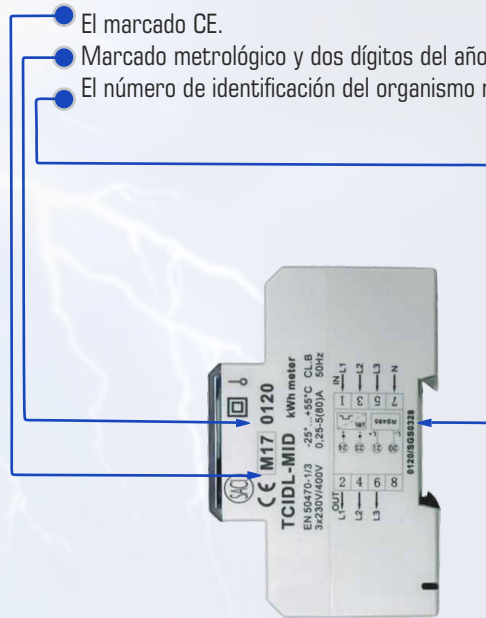 El marcado CE.
Marcado metrológico y dos dígitos del año
El número de identificación del organismo
SACI
CE M17 0120
TCIDL-MID kWh meter
EN 50470-1/3 -25°...+55°C CL.B
3x230V/400V 0,25-5(80)A 50Hz
IN L1 L2 L3 N
1 3 5 7
RS485
2 4 6 8
OUT
L1 L2 L3
0120/SGS0328